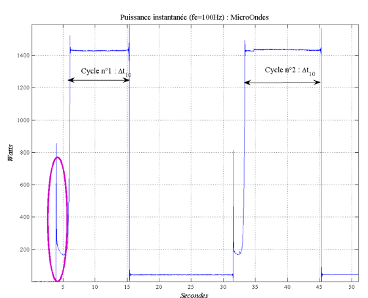 Puissance instantanée (fe=100Hz) : MicroOndes
1400
1200
1000
800
600
400
200
Watts
Cycle n°1 : Δt10
Cycle n°2 : Δt10
5 10 15 20 25 30 35 40 45 50
Secondes